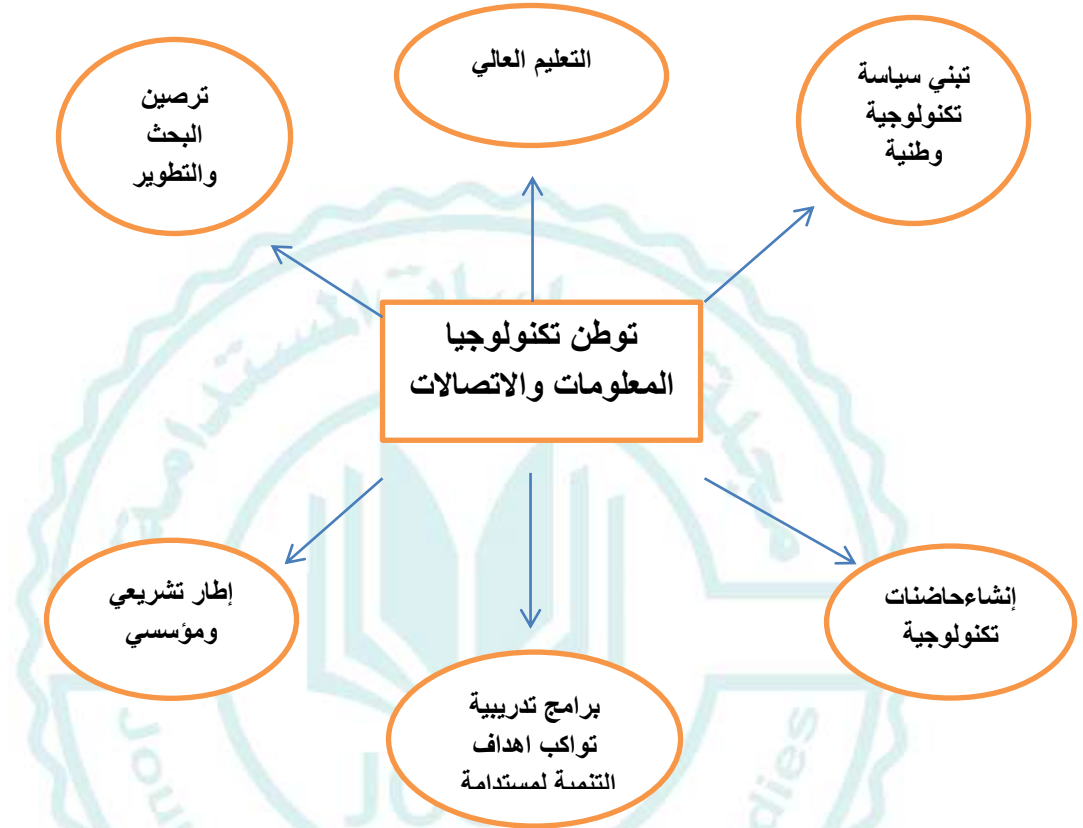 التعليم العالي
تبني سياسة
تكنولوجية
وطنية
ترصين
البحث
والتطوير
توطن تكنولوجيا
المعلومات والاتصالات
إطار تشريعي
ومؤسسي
إنشاءحاضنات
تكنولوجية
برامج تدريبية
تواكب اهداف
التنمية لمستدامة